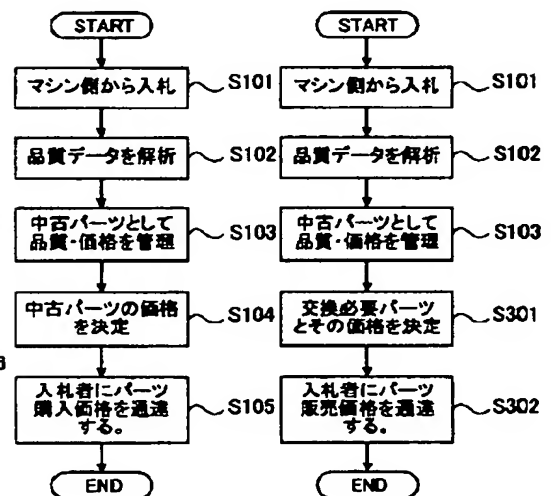 START
マシン側から入札
S101
品質データを解析
S102
中古パーツとして
品質・価格を管理
S103
中古パーツの価格
を決定
S104
入札者にパーツ
購入価格を通達
する。
S105
END
START
マシン側から入札
S101
品質データを解析
S102
中古パーツとして
品質・価格を管理
S103
交換必要パーツ
とその価格を決定
S301
入札者にパーツ
販売価格を通達
する。
S302
END